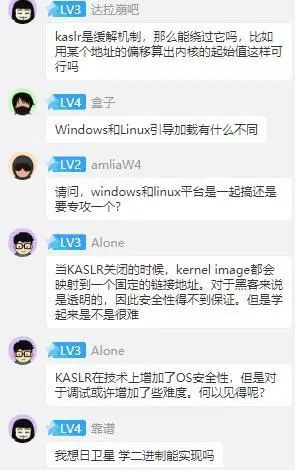 LV3 达拉崩吧
kaslr是缓解机制，那么能绕过它吗，比如
用某个地址的偏移算出内核的起始值这样可
行吗
LV4 盒子
Windows和Linux引导加载有什么不同
LV2 amliaW4
请问，windows和linux平台是一起搞还是
要专攻一个？
LV3 Alone
当KASLR关闭的时候，kernel image都会
映射到一个固定的链接地址。对于黑客来说
是透明的，因此安全性得不到保证。但是学
起来是不是很难
LV3 Alone
KASLR在技术上增加了OS安全性，但是对
于调试或许增加了些难度。何以见得呢？
LV4 靠谱
我想日卫星 学二进制能实现吗